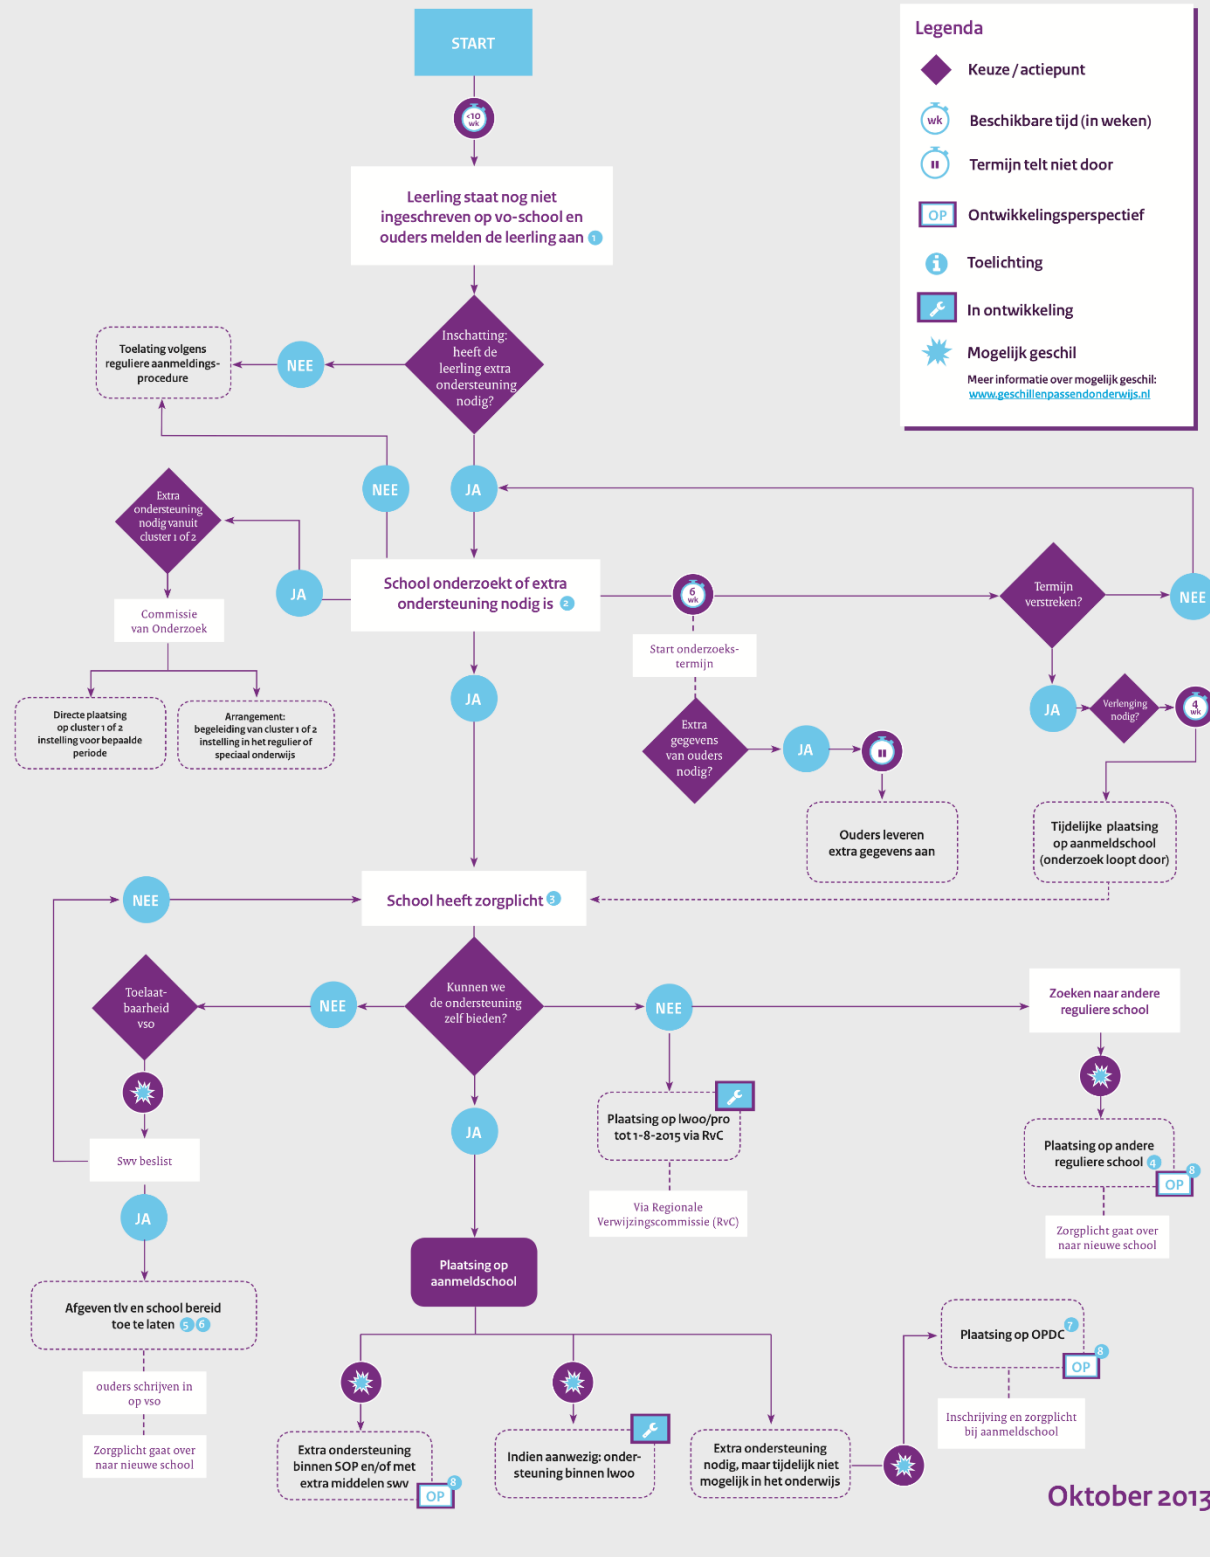 START
<10
wk
Leerling staat nog niet
ingeschreven op vo-school en
ouders melden de leerling aan 1
Legenda
Keuze / actiepunt
wk
Beschikbare tijd (in weken)
Termijn telt niet door
OP
Ontwikkelingsperspectief
Toelichting
In ontwikkeling
Mogelijk geschil
Meer informatie over mogelijk geschil:
www.geschillenpassendonderwijs.nl
Inschatting:
heeft de
leerling extra
ondersteuning
nodig?
NEE
Toelating volgens
reguliere aanmeldings-
procedure
NEE
JA
Extra
ondersteuning
nodig vanuit
cluster 1 of 2
JA
Commissie
van Onderzoek
Directe plaatsing
op cluster 1 of 2
instelling voor bepaalde
periode
Arrangement:
begeleiding van cluster 1 of 2
instelling in het regulier of
speciaal onderwijs
School onderzoekt of extra
ondersteuning nodig is 2
6
wk
Start onderzoeks-
termijn
Extra
gegevens
van ouders
nodig?
JA
Ouders leveren
extra gegevens aan
Termijn
verstreken?
NEE
JA
Verlenging
nodig?
4
wk
Tijdelijke plaatsing
op aanmeldschool
(onderzoek loopt door)
JA
School heeft zorgplicht 3
NEE
Kunnen we
de ondersteuning
zelf bieden?
NEE
Toelaat-
baarheid
vso
Swv beslist
JA
Afgeven tlv en school bereid
toe te laten 5 6
ouders schrijven in
op vso
Zorgplicht gaat over
naar nieuwe school
NEE
Plaatsing op lwoo/pro
tot 1-8-2015 via RvC
Via Regionale
Verwijzingscommissie (RvC)
Zoeken naar andere
reguliere school
Plaatsing op andere
reguliere school 4
8
OP
Zorgplicht gaat over
naar nieuwe school
JA
Plaatsing op
aanmeldschool
Extra ondersteuning
binnen SOP en/of met
extra middelen swv
8
OP
Indien aanwezig: onder-
steuning binnen lwoo
Extra ondersteuning
nodig, maar tijdelijk niet
mogelijk in het onderwijs
Plaatsing op OPDC 7
8
OP
Inschrijving en zorgplicht
bij aanmeldschool
Oktober 2013